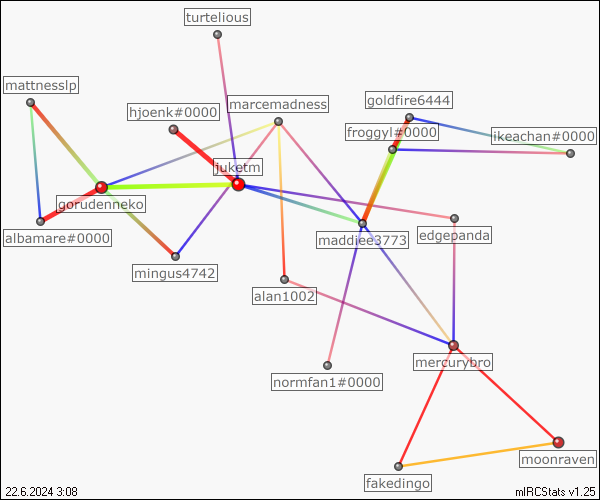 turtelious
mattnesslp
hjoenk#0000
marcemadness
goldfire6444
froggyl#0000
ikeachan#0000
juketm
gorudenneko
albamare#0000
maddiee3773
edgepanda
mingus4742
alan1002
mercurybro
normfan1#0000
moonraven
fakedingo
22.6.2024 3:08
mIRCStats v1.25